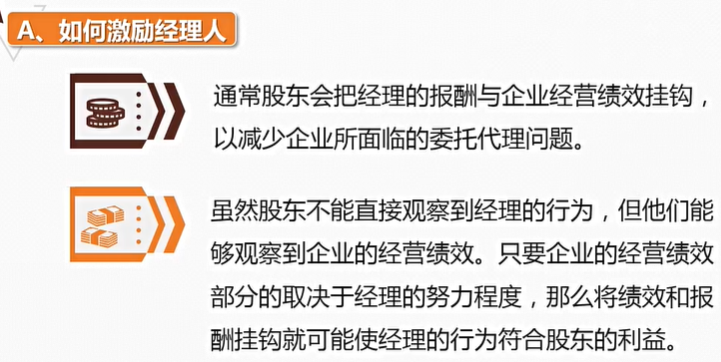 A、如何激励经理人
通常股东会把经理的报酬与企业经营绩效挂钩，
以减少企业所面临的委托代理问题。
虽然股东不能直接观察到经理的行为，但他们能
够观察到企业的经营绩效。只要企业的经营绩效
部分的取决于经理的努力程度，那么将绩效和报
酬挂钩就可能使经理的行为符合股东的利益。